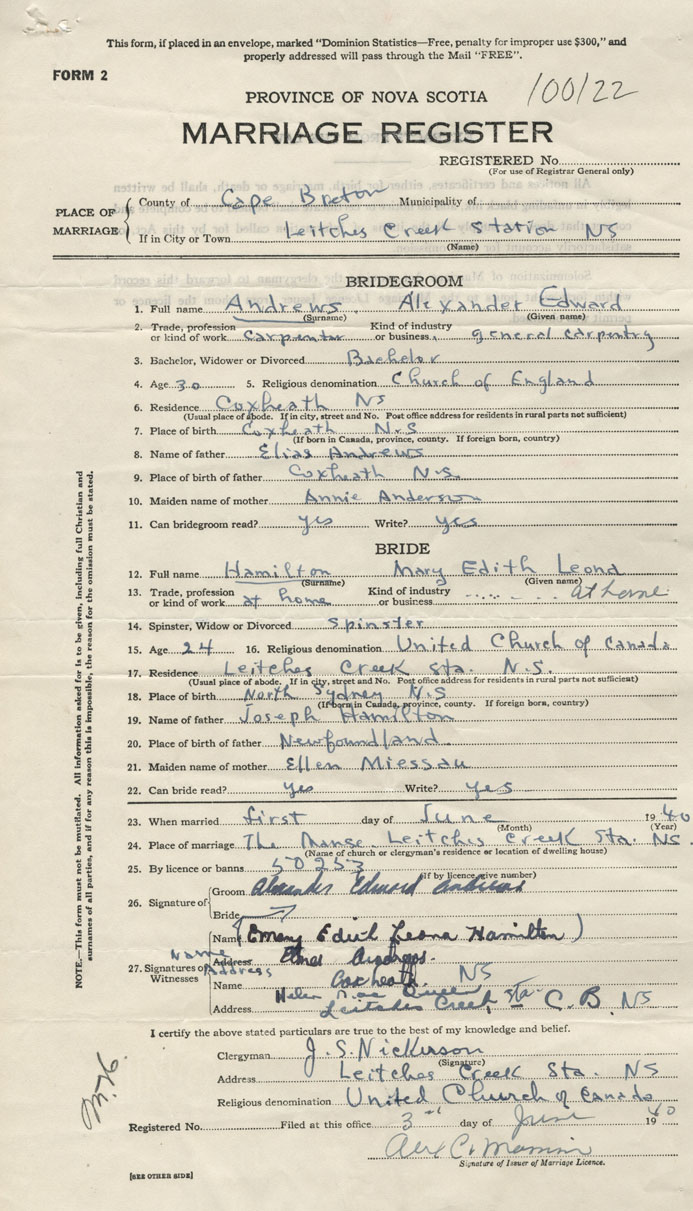 This form, if placed in an envelope, marked "Dominion Statistics—Free, penalty for improper use $300," and
properly addressed will pass through the Mail "FREE".
FORM 2
100122
PROVINCE OF NOVA SCOTIA
MARRIAGE REGISTER
REGISTERED No
(For use of Registrar General only)
PLACE OF MARRIAGE
County of Cape Breton Municipality of
If in City or Town Leitches Creek Station NS
(Name)
BRIDEGROOM
1. Full name Andrews Alexander Edward
(Surname) (Given name)
2. Trade, profession or kind of work carpenter Kind of industry or business general carpentry
3. Bachelor, Widower or Divorced Bachelor
4. Age 30 5. Religious denomination Church of England
6. Residence Coxheath NS
(Usual place of abode. If in city, street and No. Post office address for residents in rural parts not sufficient)
7. Place of birth Coxheath N.S.
(If born in Canada, province, county. If foreign born, country)
8. Name of father Elias Andrews
9. Place of birth of father Coxheath N.S.
10. Maiden name of mother Annie Anderson
11. Can bridegroom read? yes Write? yes
BRIDE
12. Full name Hamilton Mary Edith Leona
(Surname) (Given name)
13. Trade, profession or kind of work at home Kind of industry or business at home
14. Spinster, Widow or Divorced Spinster
15. Age 24 16. Religious denomination United Church of Canada
17. Residence Leitches Creek Sta. N.S.
(Usual place of abode. If in city, street and No. Post office address for residents in rural parts not sufficient)
18. Place of birth North Sydney N.S
(If born in Canada, province, county. If foreign born, country)
19. Name of father Joseph Hamilton
20. Place of birth of father Newfoundland
21. Maiden name of mother Ellen Miessau
22. Can bride read? yes Write? yes
23. When married first day of June 1940
(Month) (Year)
24. Place of marriage The Manse Leitches Creek Sta. NS.
(Name of church or clergyman's residence or location of dwelling house)
25. By licence or banns 50253
(If by licence give number)
26. Signature of
Groom Alexander Edward Andrews
Bride
Name (Mary Edith Leona Hamilton)
Name Address
27. Signatures of Witnesses
Address
Name Coxheath. NS
Helen
Address Leitches Creek Sta C.B. NS
I certify the above stated particulars are true to the best of my knowledge and belief.
Clergyman J. S. Nickerson
(Signature)
Address Leitches Creek Sta. NS
Religious denomination United Church of Canada
Registered No. Filed at this office 3rd day of June 1940
Signature of Issuer of Marriage Licence.
[SEE OTHER SIDE]
NOTE.—This form must not be mutilated. All information asked for is to be given, including full Christian and
surnames of all parties, and if for any reason this is impossible, the reason for the omission must be stated.